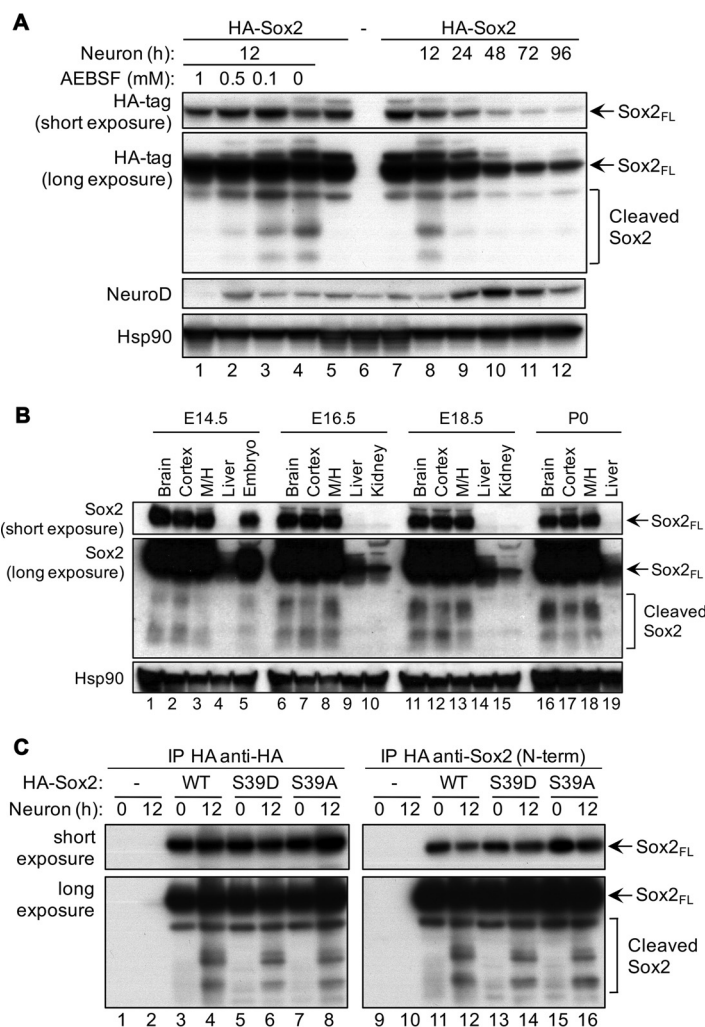 A
HA-Sox2 - HA-Sox2
Neuron (h): 12 12 24 48 72 96
AEBSF (mM): 1 0.5 0.1 0
HA-tag
(short exposure)
Sox2FL
HA-tag
(long exposure)
Sox2FL
Cleaved
Sox2
NeuroD
Hsp90
1 2 3 4 5 6 7 8 9 10 11 12
B
E14.5 E16.5 E18.5 P0
Brain Cortex M/H Liver Embryo Brain Cortex M/H Liver Kidney Brain Cortex M/H Liver Kidney Brain Cortex M/H Liver
Sox2
(short exposure)
Sox2FL
Sox2
(long exposure)
Sox2FL
Cleaved
Sox2
Hsp90
1 2 3 4 5 6 7 8 9 10 11 12 13 14 15 16 17 18 19
C
IP HA anti-HA IP HA anti-Sox2 (N-term)
HA-Sox2: - WT S39D S39A - WT S39D S39A
Neuron (h): 0 12 0 12 0 12 0 12 0 12 0 12 0 12 0 12
short
exposure
Sox2FL
long
exposure
Sox2FL
Cleaved
Sox2
1 2 3 4 5 6 7 8 9 10 11 12 13 14 15 16